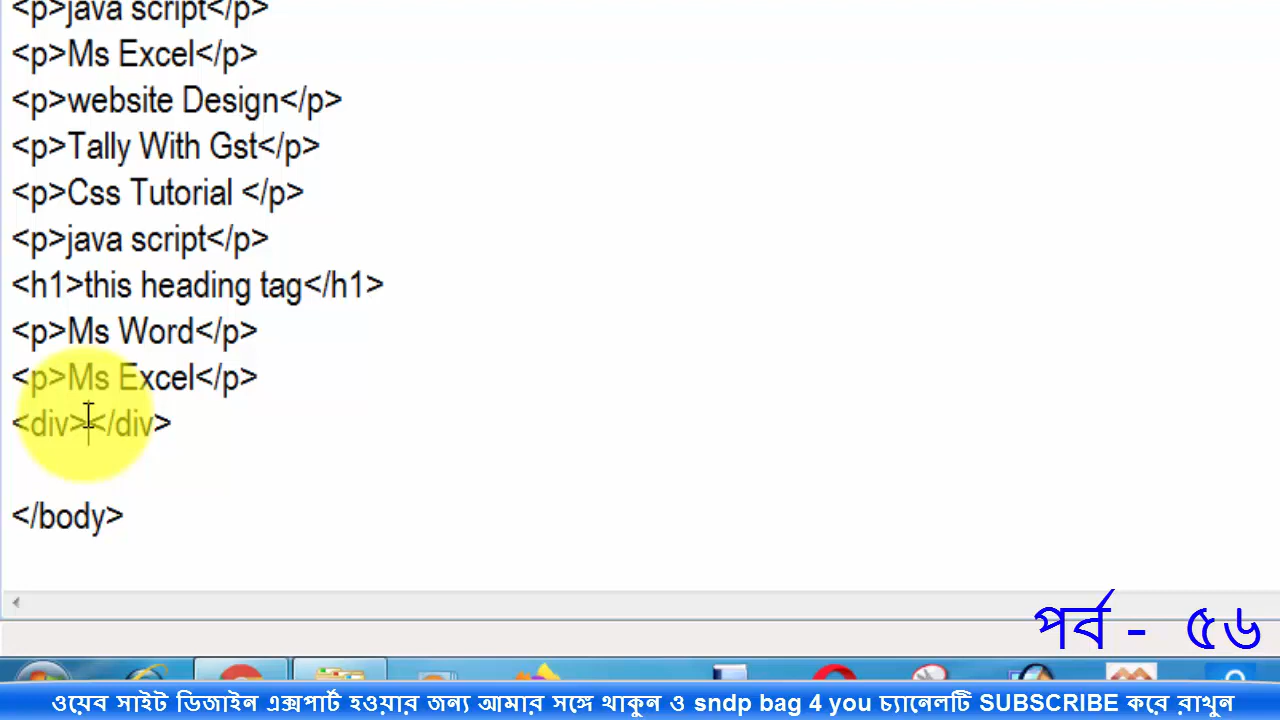 <p>java script</p>
<p>Ms Excel</p>
<p>website Design</p>
<p>Tally With Gst</p>
<p>Css Tutorial </p>
<p>java script</p>
<h1>this heading tag</h1>
<p>Ms Word</p>
<p>Ms Excel</p>
<div></div>
</body>
পর্ব - ৫৬
ওয়েব সাইট ডিজাইন এক্সপার্ট হওয়ার জন্য আমার সঙ্গে থাকুন ও sndp bag 4 you চ্যানেলটি SUBSCRIBE করে রাখুন